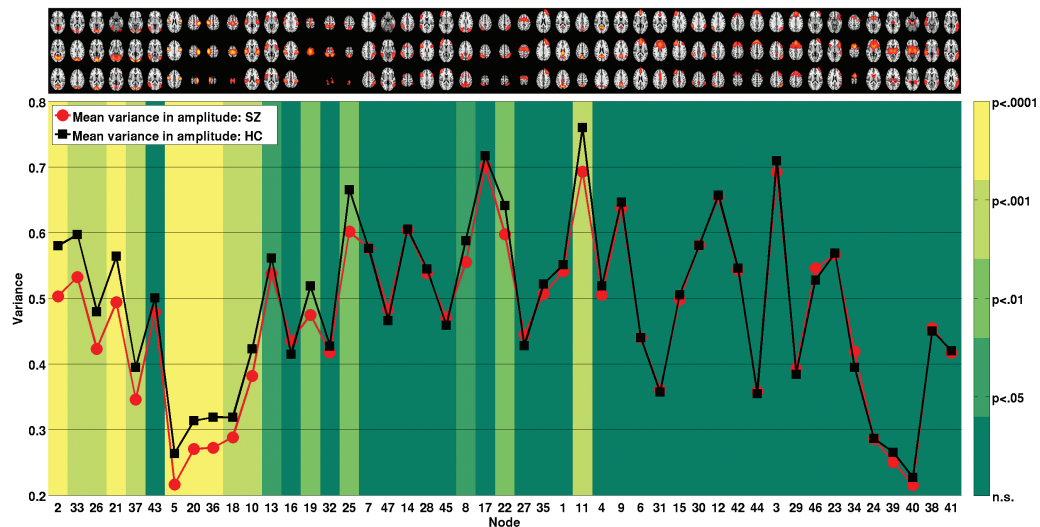 0.8
0.7
0.6
0.5
0.4
0.3
0.2
Variance
Mean variance in amplitude: SZ
Mean variance in amplitude: HC
p<.0001
p<.001
p<.01
p<.05
n.s.
2 33 26 21 37 43 5 20 36 18 10 13 16 19 32 25 7 47 14 28 45 8 17 22 27 35 1 11 4 9 6 31 15 30 12 42 44 3 29 46 23 34 24 39 40 38 41
Node